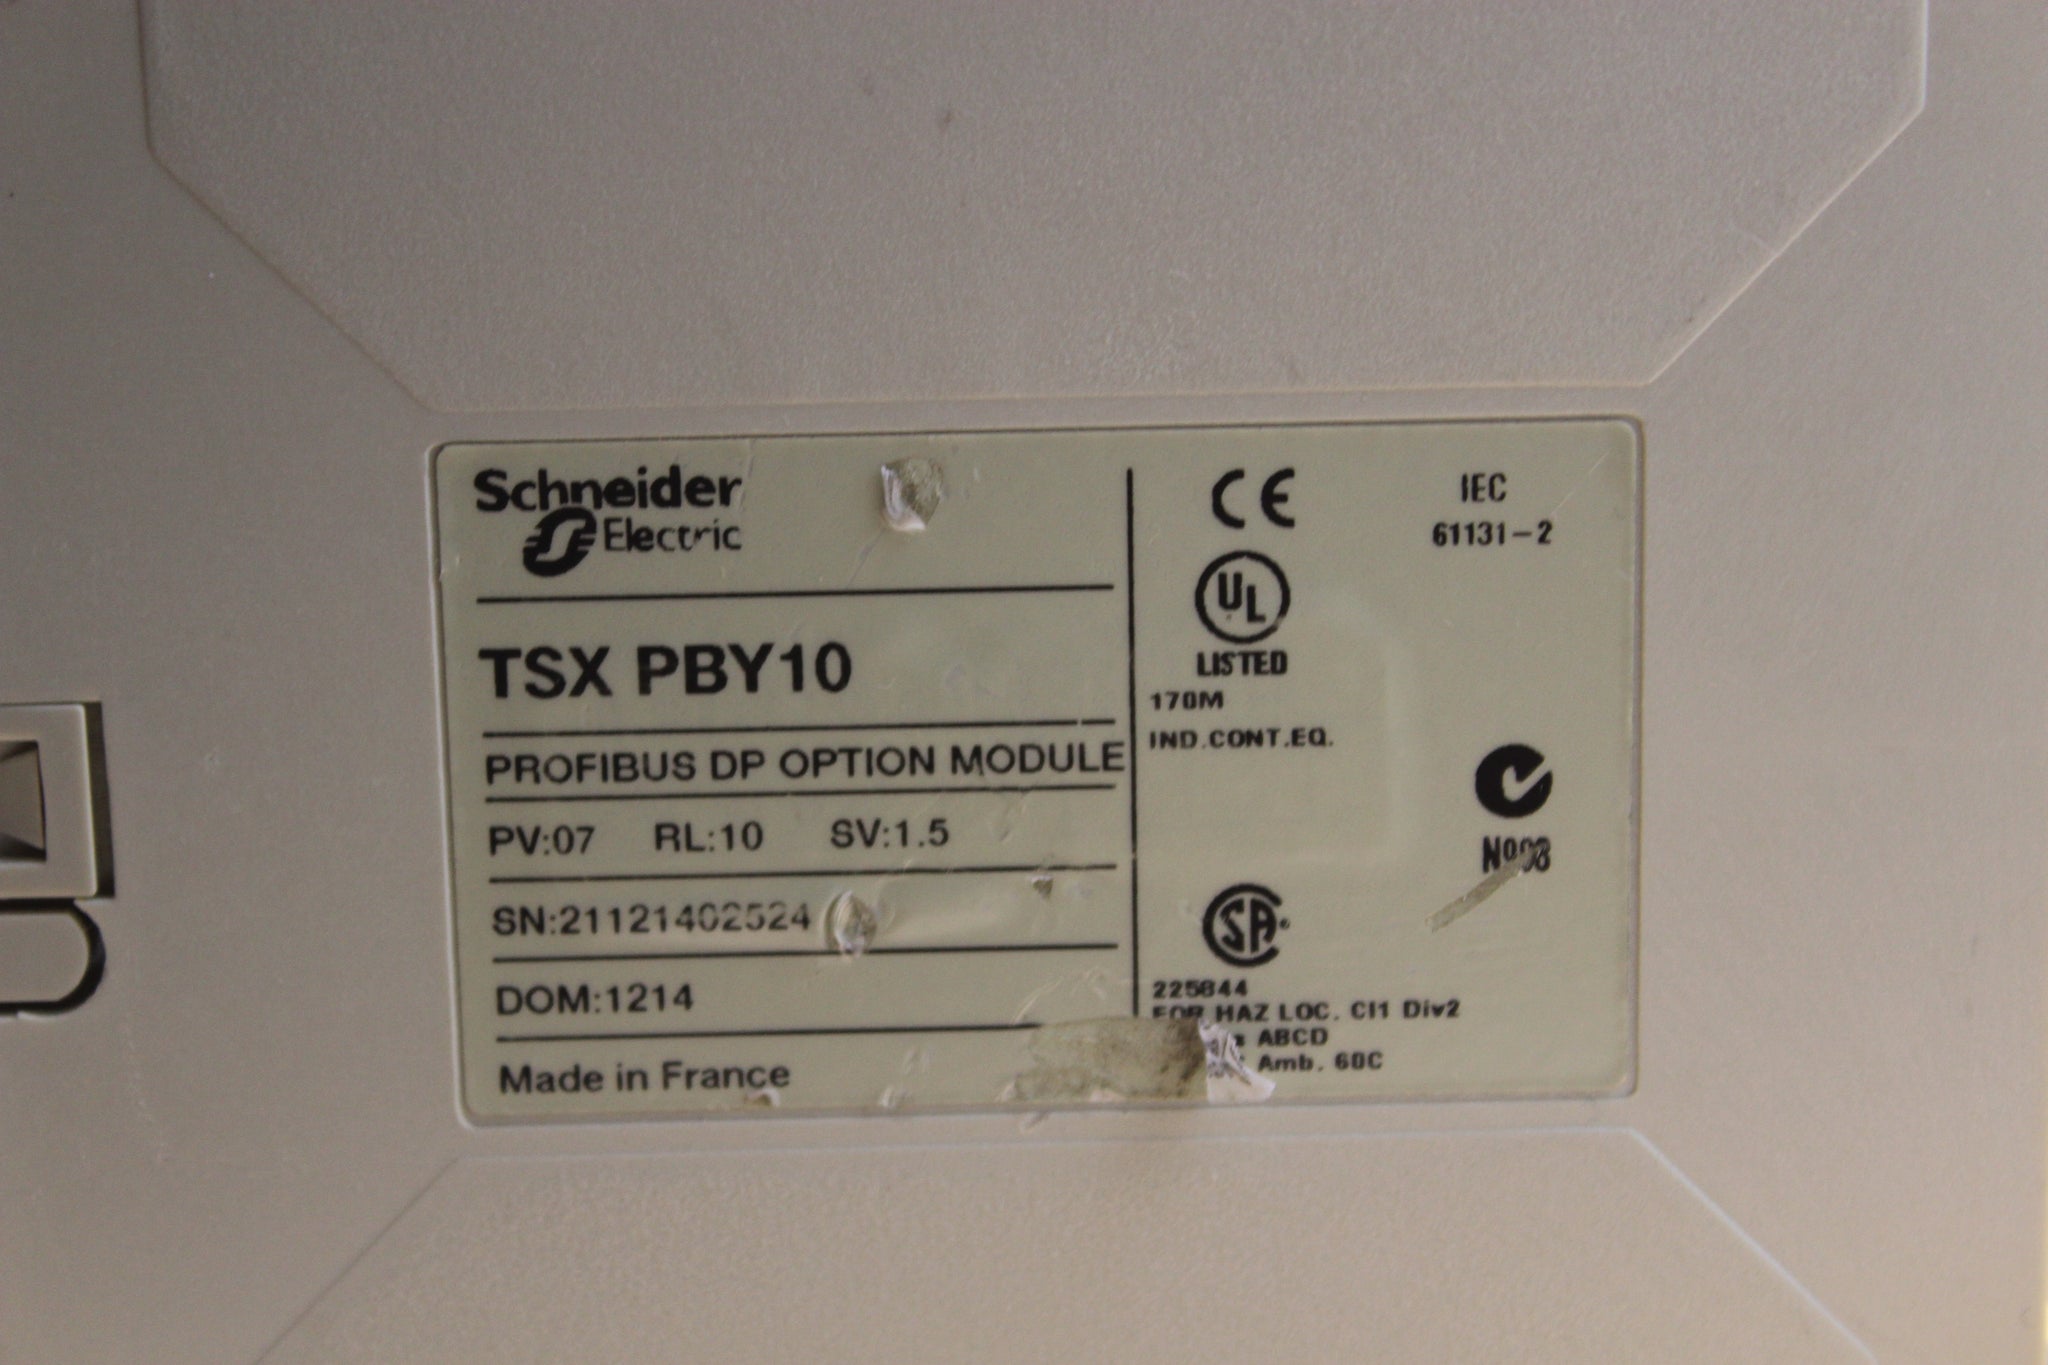 Schneider
Electric
TSX PBY10
PROFIBUS DP OPTION MODULE
PV:07 RL:10 SV:1.5
SN:21121402524
DOM:1214
Made in France
CE
IEC
61131-2
UL
LISTED
170M
IND.CONT.EQ.
SA
225844
FOR HAZ LOC. Cl1 Div2
ABCD
Amb. 60C